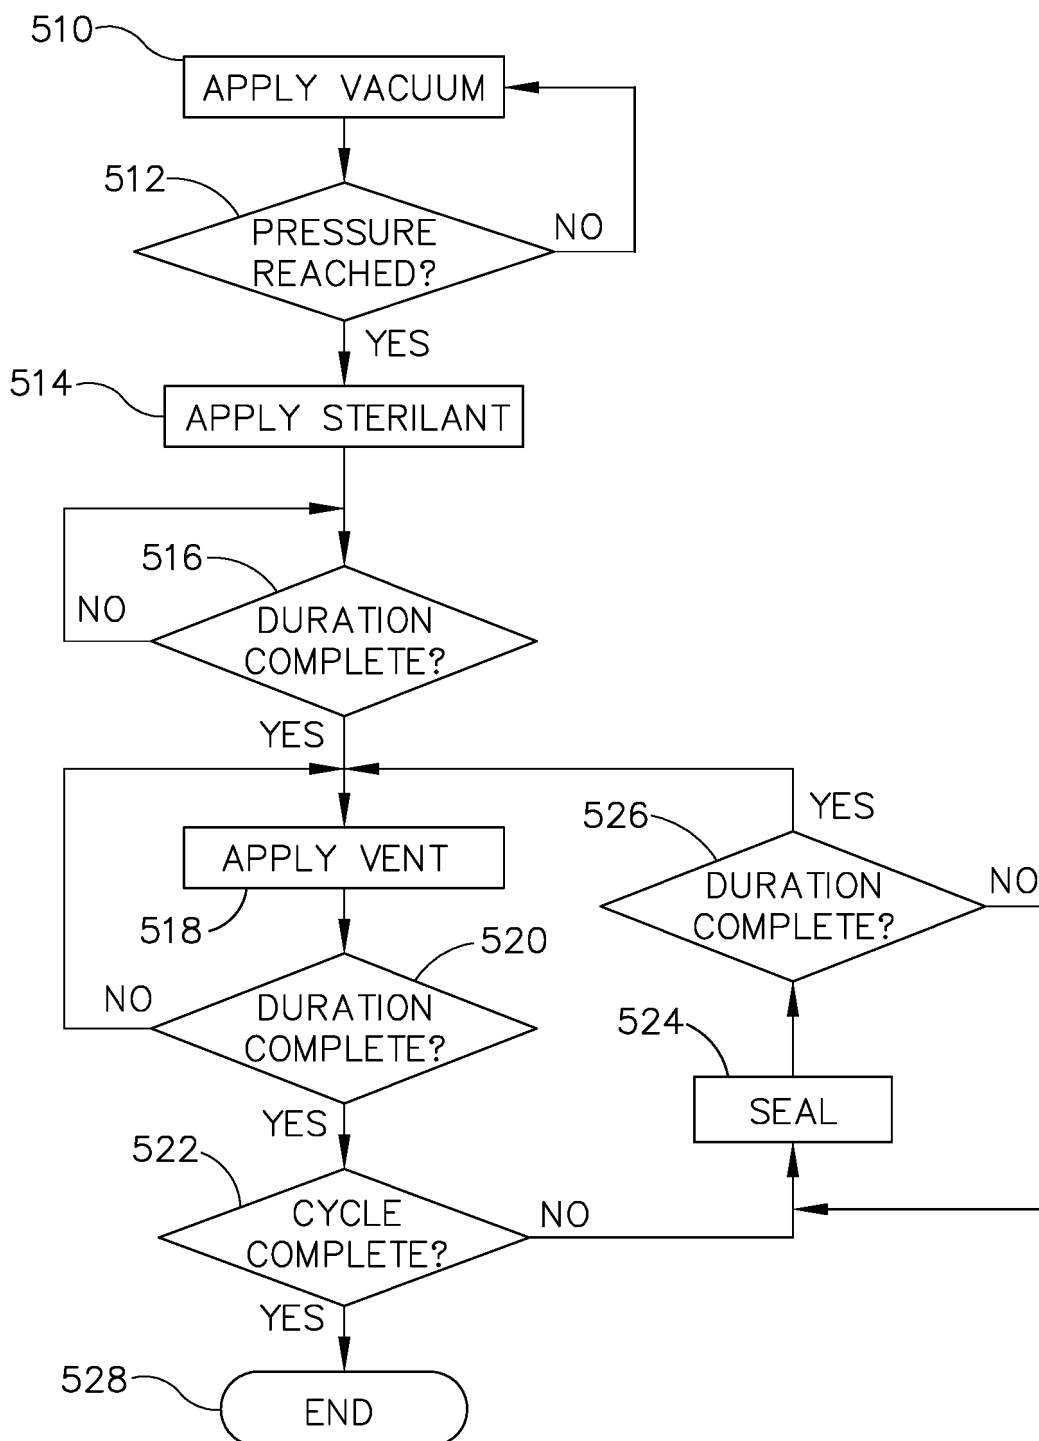 510
APPLY VACUUM
512
PRESSURE
REACHED?
NO
YES
514
APPLY STERILANT
516
DURATION
COMPLETE?
NO
YES
APPLY VENT
518
520
DURATION
COMPLETE?
NO
YES
522
CYCLE
COMPLETE?
NO
YES
524
SEAL
526
DURATION
COMPLETE?
YES
NO
528
END